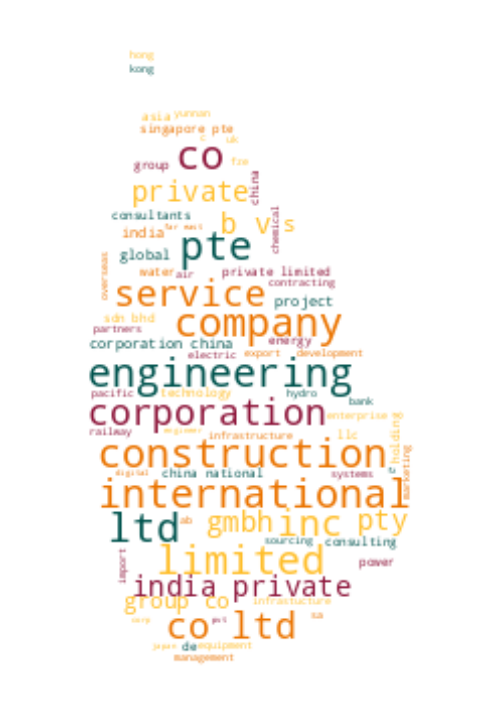 hong
kong
asia yunnan
singapore pte
c uk
co
group fze
china
private
consultants b v s
chemical
india far east
pte
global
overseas
water air private limited
contracting
service project
sdn bhd company
partners
energy
corporation china
electric export development
engineering
pacific technology hydro
bank
corporation enterprise
holding
railway engineers infrastructure llc
construction
marketing
digital china national systems
international
ltd ab gmbh inc pty
sourcing consulting
limited power
import
india private
group co infrastucture
corp co ltd pvt sa
japan de equipment
management